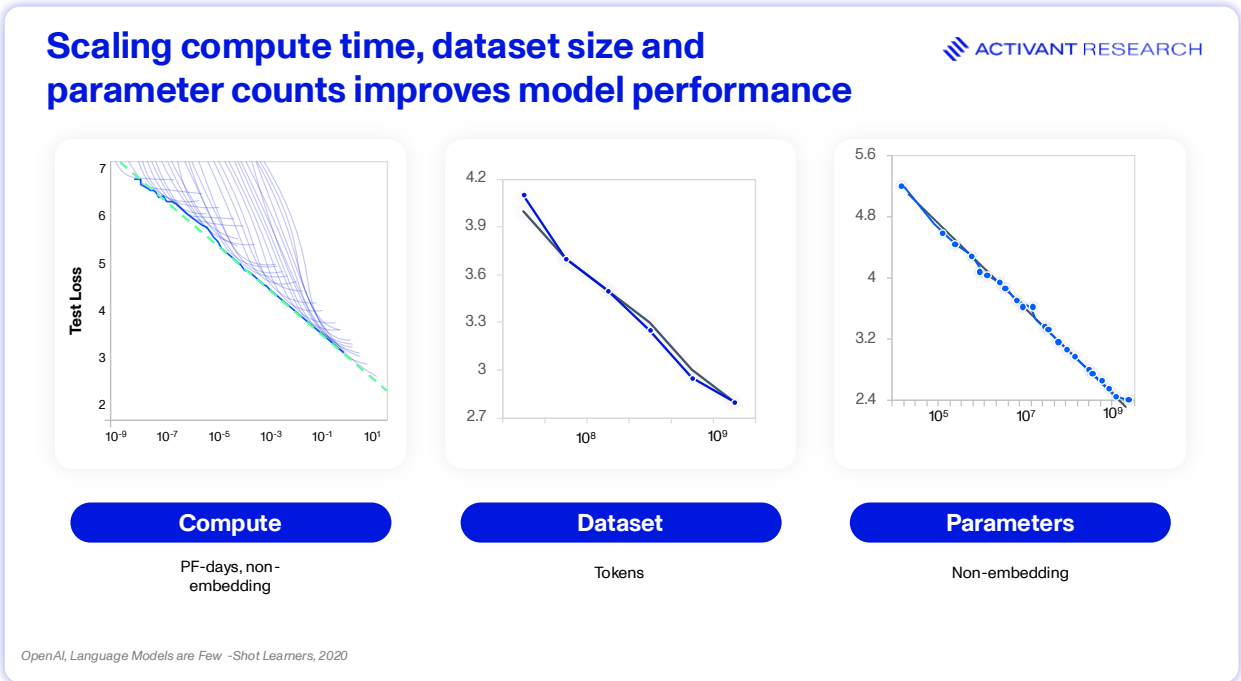 Scaling compute time, dataset size and
parameter counts improves model performance
ACTIVANT RESEARCH
Test Loss
7
6
5
4
3
2
10⁻⁹ 10⁻⁷ 10⁻⁵ 10⁻³ 10⁻¹ 10¹
4.2
3.9
3.6
3.3
3
2.7
10⁸ 10⁹
5.6
4.8
4
3.2
2.4
10⁵ 10⁷ 10⁹
Compute
PF-days, non-
embedding
Dataset
Tokens
Parameters
Non-embedding
OpenAI, Language Models are Few -Shot Learners, 2020